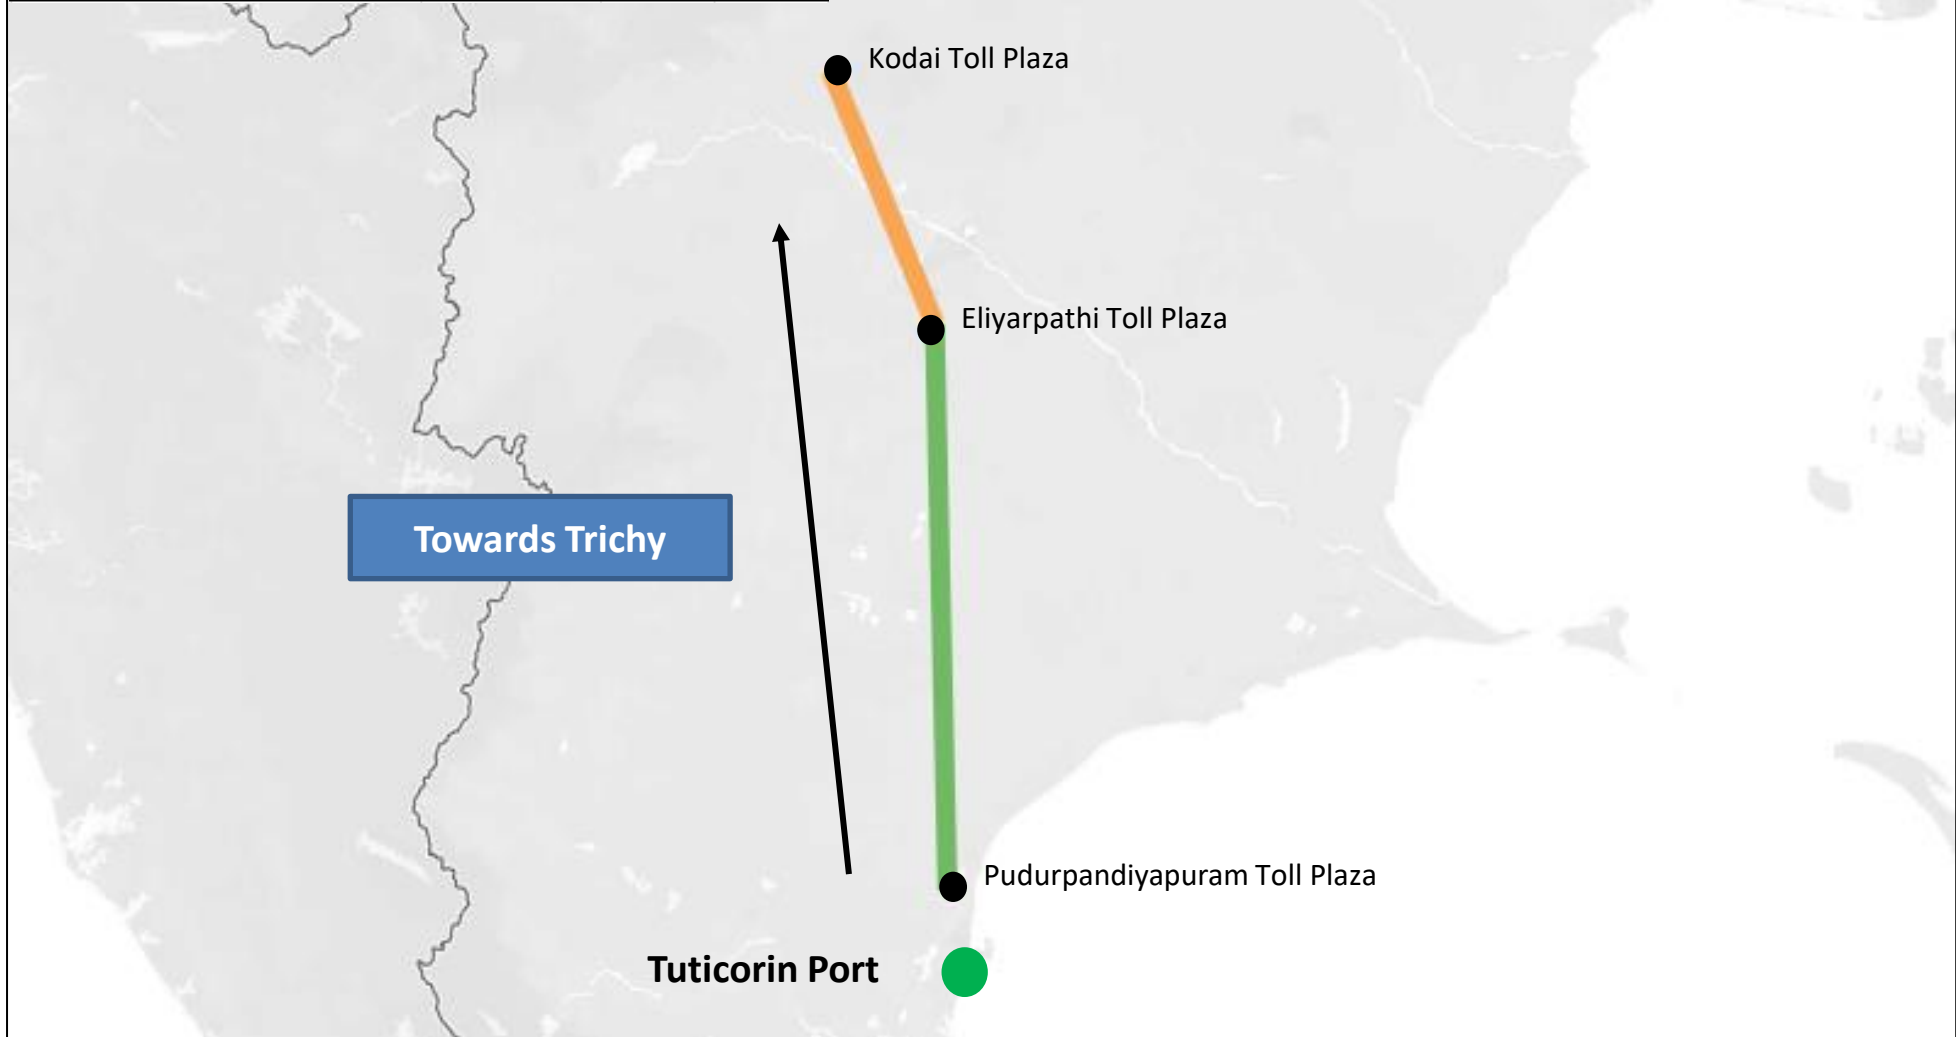 Kodai Toll Plaza
Eliyarpathi Toll Plaza
Towards Trichy
Pudurpandiyapuram Toll Plaza
Tuticorin Port